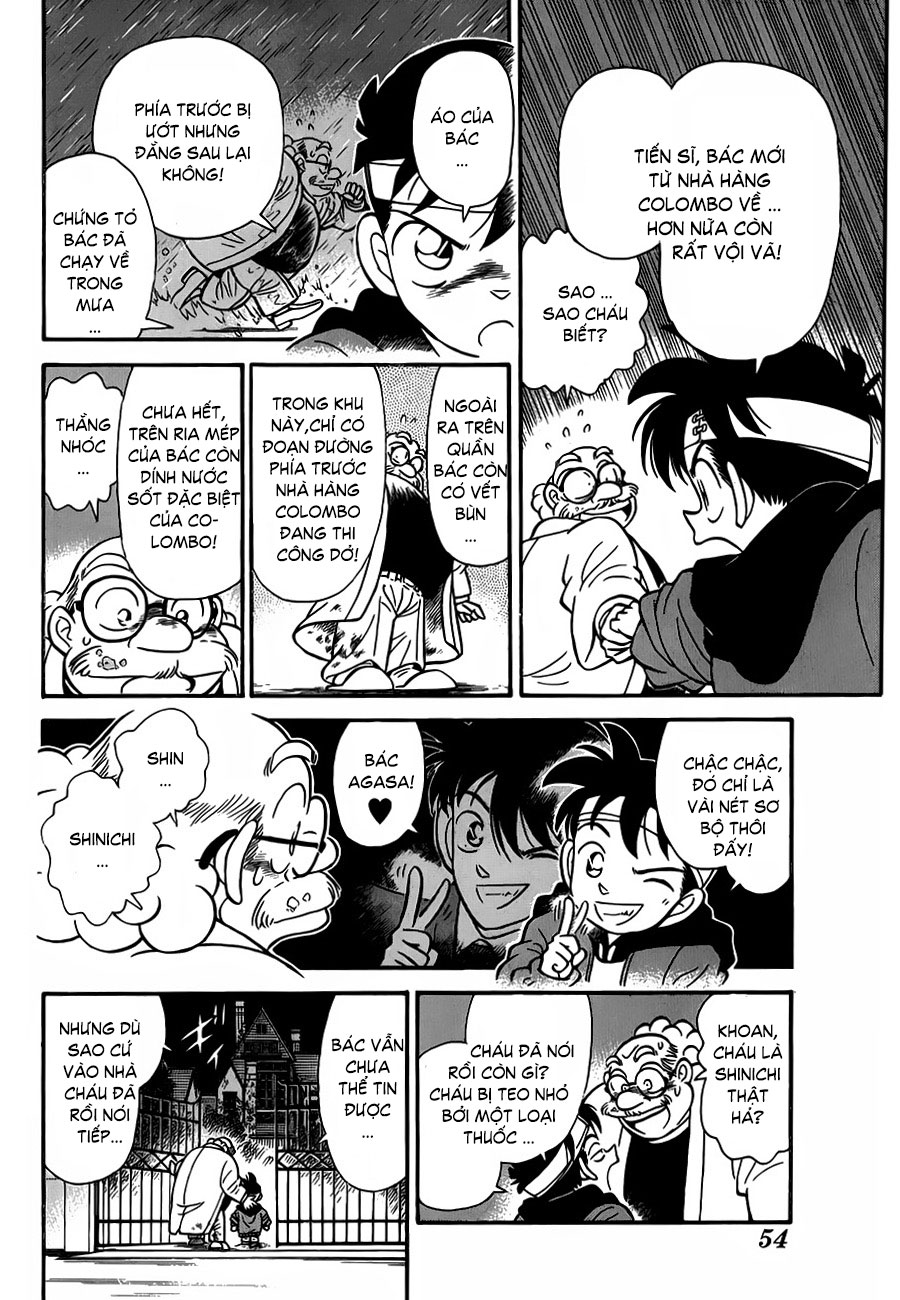 TIẾN SĨ, BÁC MỚI
TỪ NHÀ HÀNG
COLOMBO VỀ ...
HƠN NỮA CÒN
RẤT VỘI VÃ!
SAO ...
SAO CHÁU
BIẾT?
ÁO CỦA
BÁC
...
PHÍA TRƯỚC BỊ
ƯỚT NHƯNG
ĐẰNG SAU LẠI
KHÔNG!
CHỨNG TỎ
BÁC ĐÃ
CHẠY VỀ
TRONG
MƯA
...
NGOÀI
RA TRÊN
QUẦN
BÁC CÒN
CÓ VẾT
BÙN ...
TRONG KHU
NÀY,CHỈ CÓ
ĐOẠN ĐƯỜNG
PHÍA TRƯỚC
NHÀ HÀNG
COLOMBO
ĐANG THI
CÔNG DỞ!
CHƯA HẾT,
TRÊN RIA MÉP
CỦA BÁC CÒN
DÍNH NƯỚC
SỐT ĐẶC BIỆT
CỦA CO-
LOMBO!
THẰNG
NHÓC
...
CHẬC CHẬC,
ĐÓ CHỈ LÀ
VÀI NÉT SƠ
BỘ THÔI
ĐẤY!
BÁC
AGASA!
♥
SHIN
...
SHINICHI
...
KHOAN,
CHÁU LÀ
SHINICHI
THẬT
HẢ?
CHÁU ĐÃ NÓI
RỒI CÒN GÌ?
CHÁU BỊ TEO NHỎ
BỞI MỘT LOẠI
THUỐC ...
BÁC VẪN
CHƯA
THỂ TIN
ĐƯỢC
...
NHƯNG DÙ
SAO CỨ
VÀO NHÀ
CHÁU ĐÃ
RỒI NÓI
TIẾP...
ギィ
54